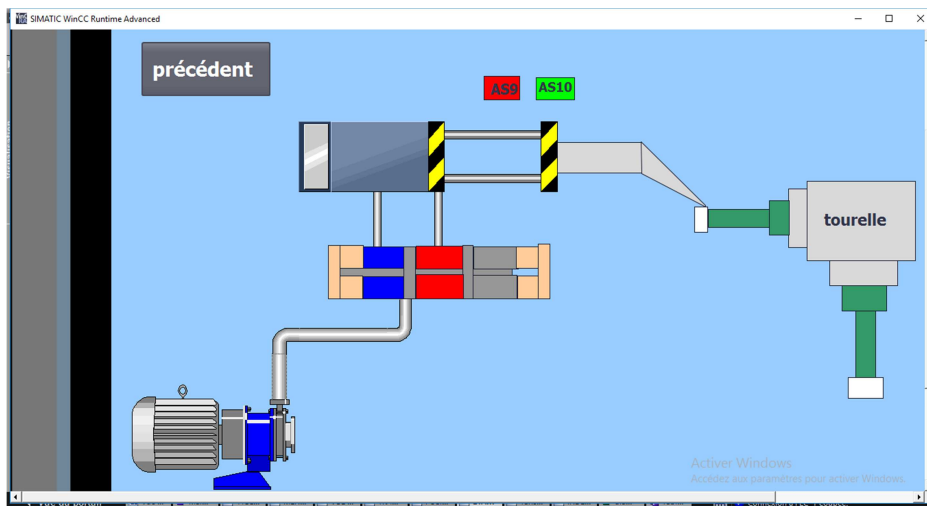 SIMATIC WinCC Runtime Advanced
précédent
AS9
AS10
tourelle
Activer Windows
Accédez aux paramètres pour activer Windows.